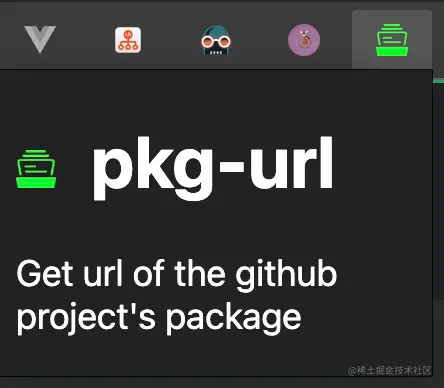 pkg-url
Get url of the github
project's package
@稀土掘金技术社区